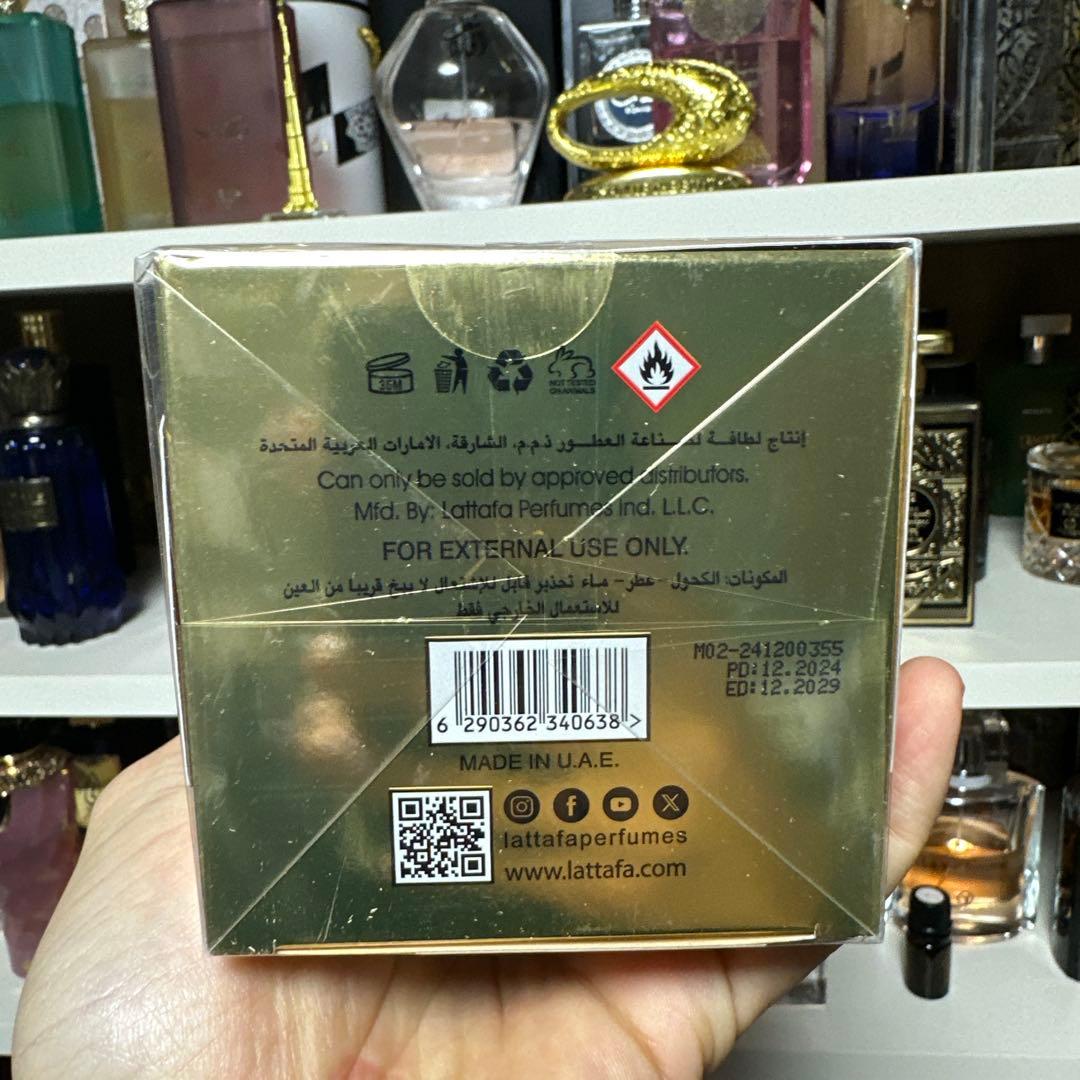 36M
NOT TESTED
ON ANIMALS
إنتاج لطافة لصناعة العطور ذ.م.م، الشارقة، الامارات العربية المتحدة
Can only be sold by approved distributors.
Mfd. By: Lattafa Perfumes Ind. L.L.C.
FOR EXTERNAL USE ONLY.
المكونات: الكحول - عطر - ماء تحذير قابل للاشتعال لا يبخ قريبا من العين
للاستعمال الخارجي فقط
M02-241200355
PD:12.2024
ED:12.2029
6 290362 340638 >
MADE IN U.A.E.
lattafaperfumes
www.lattafa.com